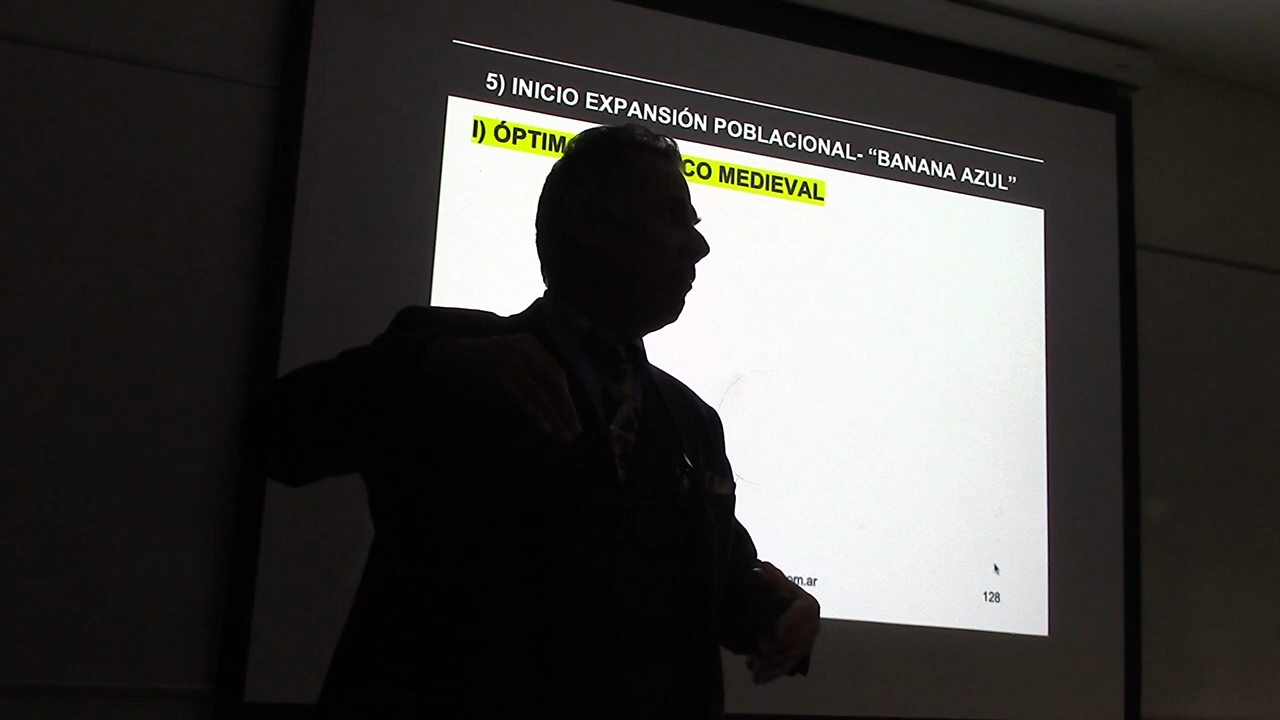 5) INICIO EXPANSIÓN POBLACIONAL- “BANANA AZUL”
I) ÓPTIM CO MEDIEVAL
om.ar
128